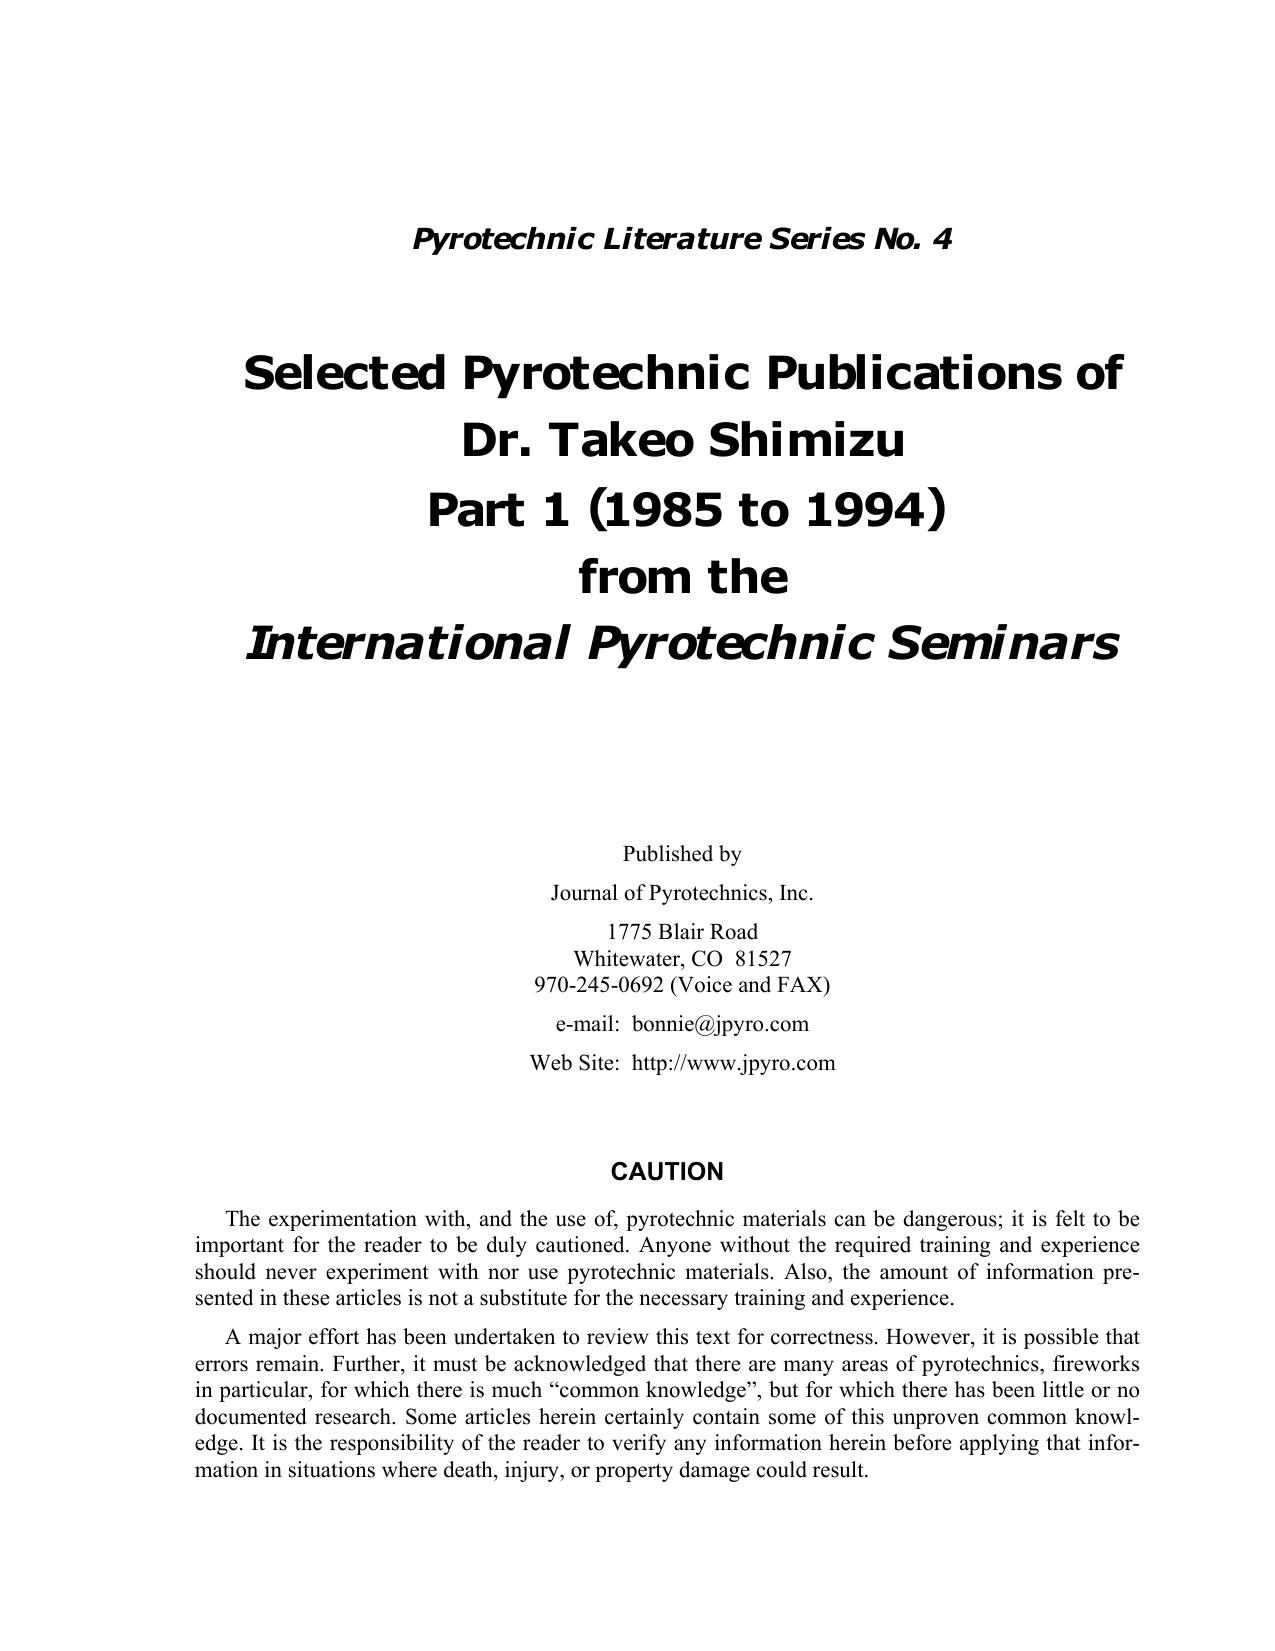 Pyrotechnic Literature Series No. 4
Selected Pyrotechnic Publications of
Dr. Takeo Shimizu
Part 1 (1985 to 1994)
from the
International Pyrotechnic Seminars
Published by
Journal of Pyrotechnics, Inc.
1775 Blair Road
Whitewater, CO 81527
970-245-0692 (Voice and FAX)
e-mail: bonnie@jpyro.com
Web Site: http://www.jpyro.com
CAUTION
The experimentation with, and the use of, pyrotechnic materials can be dangerous; it is felt to be
important for the reader to be duly cautioned. Anyone without the required training and experience
should never experiment with nor use pyrotechnic materials. Also, the amount of information pre-
sented in these articles is not a substitute for the necessary training and experience.
A major effort has been undertaken to review this text for correctness. However, it is possible that
errors remain. Further, it must be acknowledged that there are many areas of pyrotechnics, fireworks
in particular, for which there is much “common knowledge”, but for which there has been little or no
documented research. Some articles herein certainly contain some of this unproven common knowl-
edge. It is the responsibility of the reader to verify any information herein before applying that infor-
mation in situations where death, injury, or property damage could result.